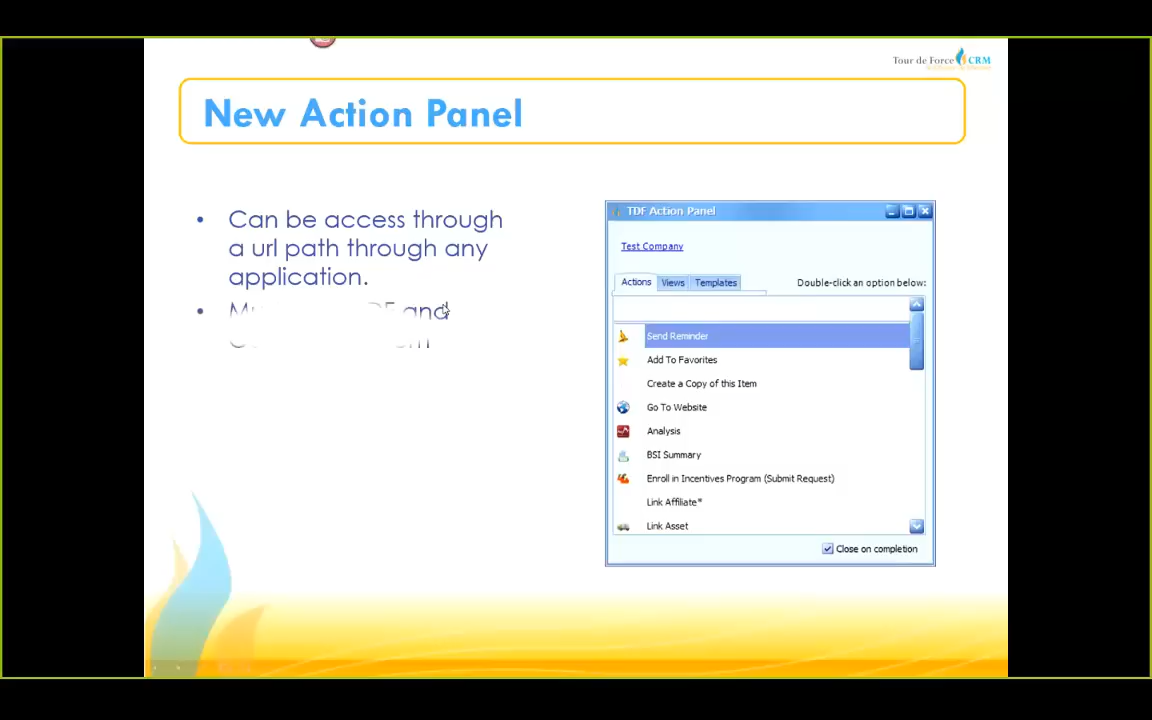 Tour de Force CRM
New Action Panel
• Can be access through
a url path through any
application.
• and
TDF Action Panel
Test Company
Actions Views Templates Double-click an option below:
Send Reminder
Add To Favorites
Create a Copy of this Item
Go To Website
Analysis
BSI Summary
Enroll in Incentives Program (Submit Request)
Link Affiliate*
Link Asset
Close on completion